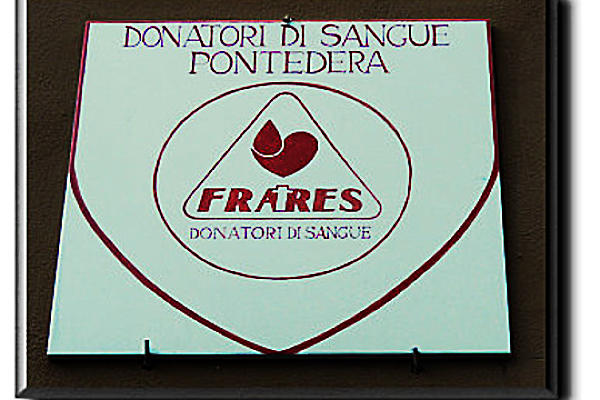 DONATORI DI SANGUE
PONTEDERA
FRATRES
DONATORI DI SANGUE